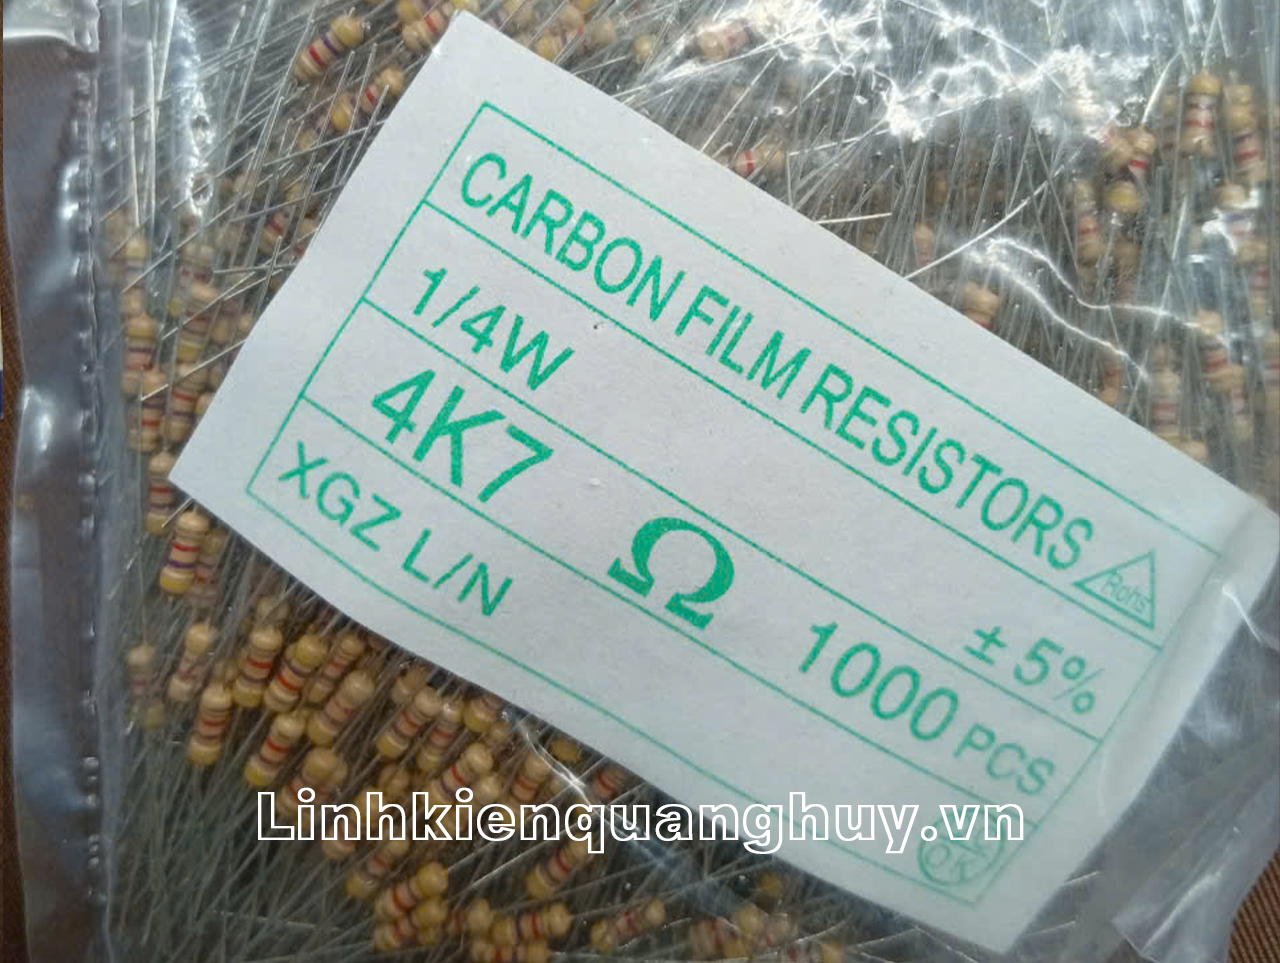 CARBON FILM RESISTORS
Rohs
1/4W
± 5%
4K7 Ω 1000 PCS
XGZ L/N
OK
Linhkienquanghuy.vn